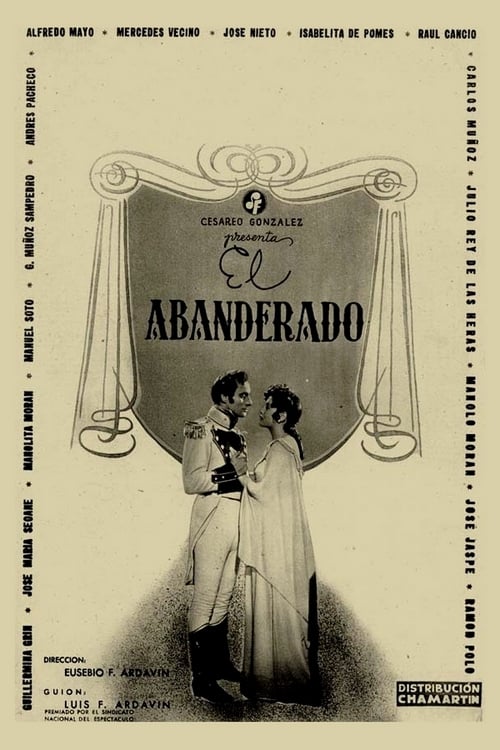 ALFREDO MAYO * MERCEDES VECINO * JOSE NIETO * ISABELITA DE POMES * RAUL CANCIO
* CARLOS MUÑOZ * JULIO REY DE LAS HERAS * MANOLO MORAN * JOSE JASPE * RAMON POLO
GUILLERMINA GRIN * JOSE MARIA SEOANE * MANOLITA MORAN * MANUEL SOTO * G. MUÑOZ SAMPEDRO * ANDRES PACHECO *
CESAREO GONZALEZ
presenta
El
ABANDERADO
DIRECCION:
EUSEBIO F. ARDAVIN
GUION:
LUIS F. ARDAVIN
PREMIADO POR EL SINDICATO
NACIONAL DEL ESPECTACULO
DISTRIBUCIÓN
CHAMARTIN